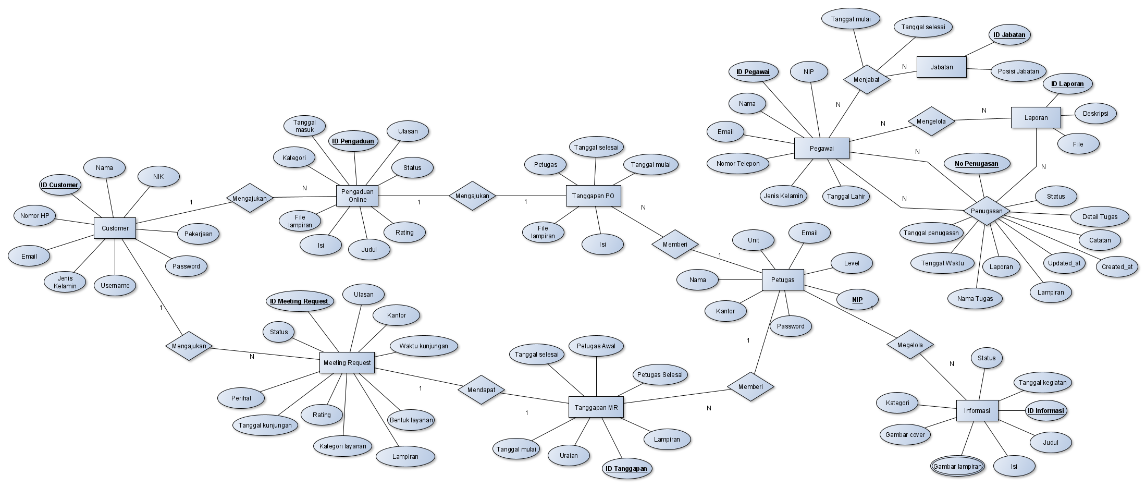 Tanggal mulai
Tanggal selesai
ID Jabatan
N
Jabatan
Menjabat
Posisi Jabatan
N
ID Pegawai
NIP
Nama
Email
Nomor Telepon
Pegawai
Jenis Kelamin
Tanggal Lahir
N
Mengelola
N
ID Laporan
Laporan
Deskripsi
File
N
N
N
No Penugasan
Penugasan
Status
Detail Tugas
Catatan
Created_at
Updated_at
Lampiran
Laporan
Nama Tugas
Tenggat Waktu
Tanggal penugasan
Tanggal
masuk
ID Pengaduan
Ulasan
Kategori
Status
Pengaduan
Online
File
lampiran
Isi
Judul
Rating
Nama
NIK
ID Customer
Nomor HP
Customer
Pekerjaan
Email
Jenis
Kelamin
Username
Password
1
Mengajukan
N
1
Mengajukan
1
Petugas
Tanggal selesai
Tanggal mulai
Tanggapan PO
File
lampiran
Isi
N
Memberi
1
Unit
Email
Level
Nama
Petugas
NIP
Kantor
Password
1
Mengajukan
N
ID Meeting Request
Ulasan
Kantor
Status
Waktu kunjungan
Meeting Request
Perihal
Tanggal kunjungan
Rating
Kategori layanan
Bentuk layanan
Lampiran
1
Mendapat
1
Tanggal selesai
Petugas Awal
Petugas Selesai
Tanggapan MR
Tanggal mulai
Uraian
ID Tanggapan
Lampiran
N
Memberi
1
1
Megelola
N
Status
Tanggal kegiatan
Kategori
Informasi
ID Informasi
Gambar cover
Judul
Gambar lampiran
Isi